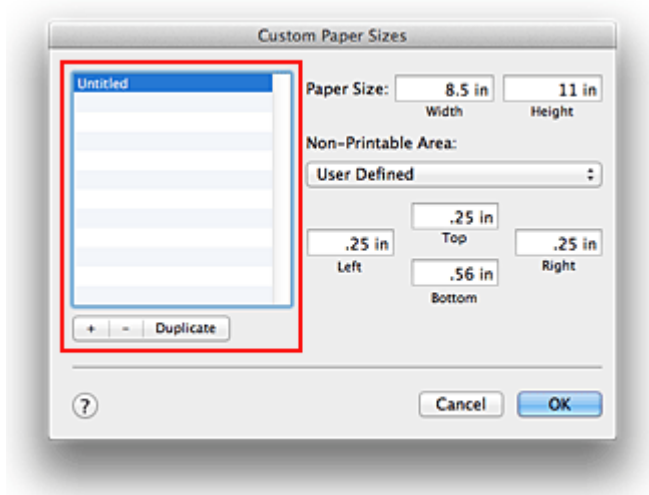 Custom Paper Sizes
Untitled
Paper Size: 8.5 in 11 in
Width Height
Non-Printable Area:
User Defined
.25 in
Top
.25 in .25 in
Left Right
.56 in
Bottom
+ - Duplicate
? Cancel OK